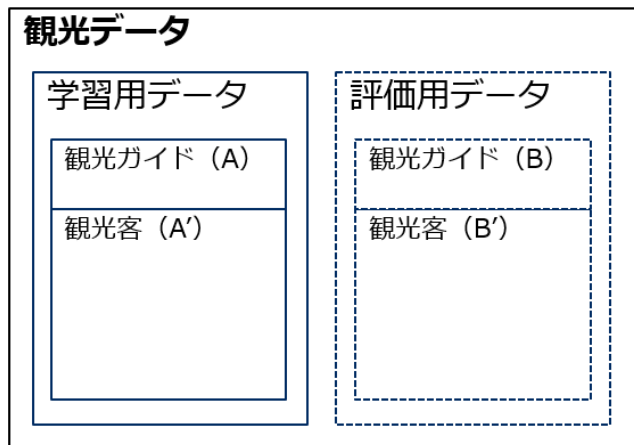 観光データ
学習用データ
観光ガイド（A）
観光客（A’）
評価用データ
観光ガイド（B）
観光客（B’）